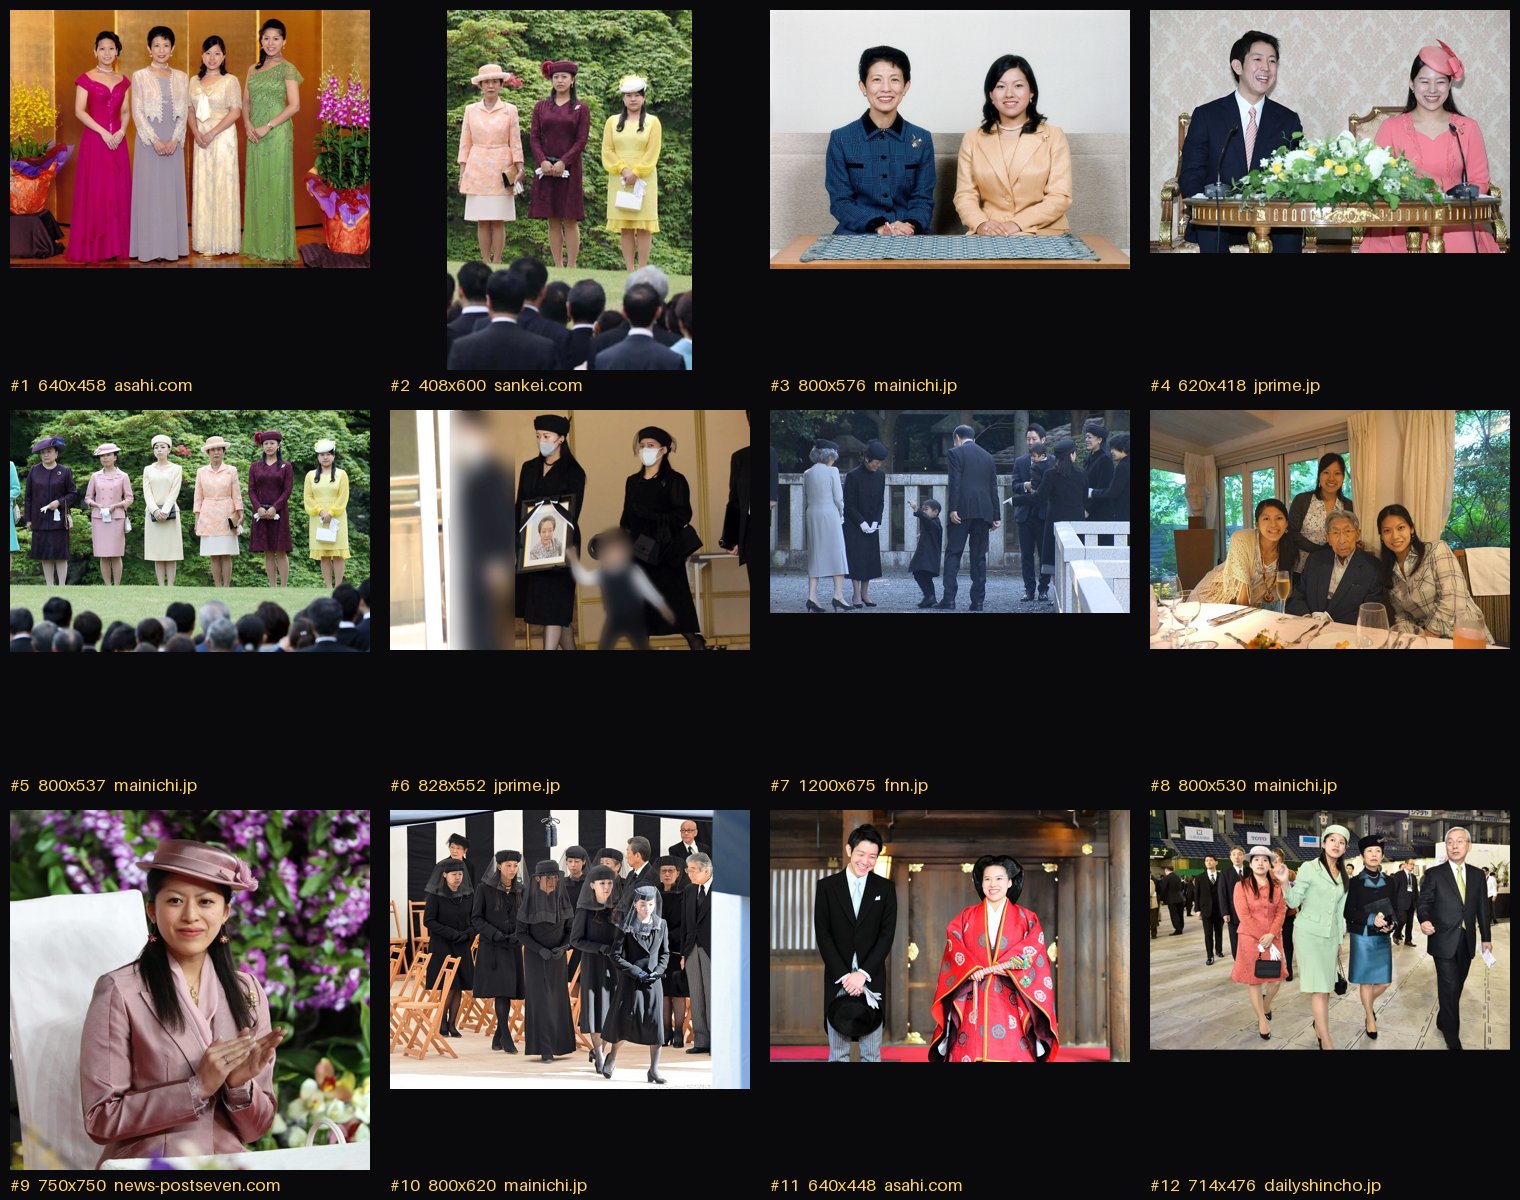 #1 640x458 asahi.com
#2 408x600 sankei.com
#3 800x576 mainichi.jp
#4 620x418 jprime.jp
#5 800x537 mainichi.jp
#6 828x552 jprime.jp
#7 1200x675 fnn.jp
#8 800x530 mainichi.jp
TOTO
#9 750x750 news-postseven.com
#10 800x620 mainichi.jp
#11 640x448 asahi.com
#12 714x476 dailyshincho.jp